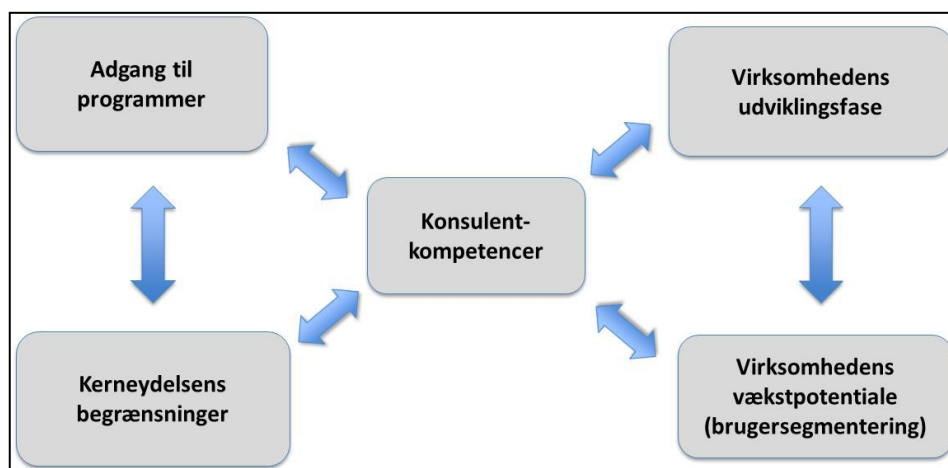 Adgang til
programmer
Virksomhedens
udviklingsfase
Konsulent-
kompetencer
Kerneydelsens
begrænsninger
Virksomhedens
vækstpotentiale
(brugersegmentering)